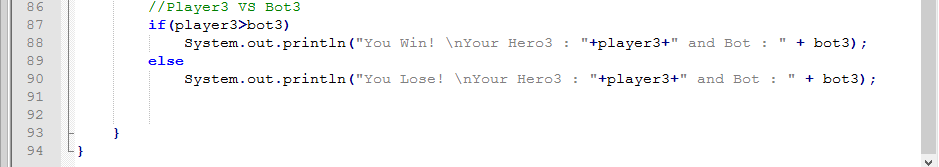 86 //Player3 VS Bot3
87 if(player3>bot3)
88 System.out.println("You Win! \nYour Hero3 : "+player3+" and Bot : " + bot3);
89 else
90 System.out.println("You Lose! \nYour Hero3 : "+player3+" and Bot : " + bot3);
91
92
93 }
94 }